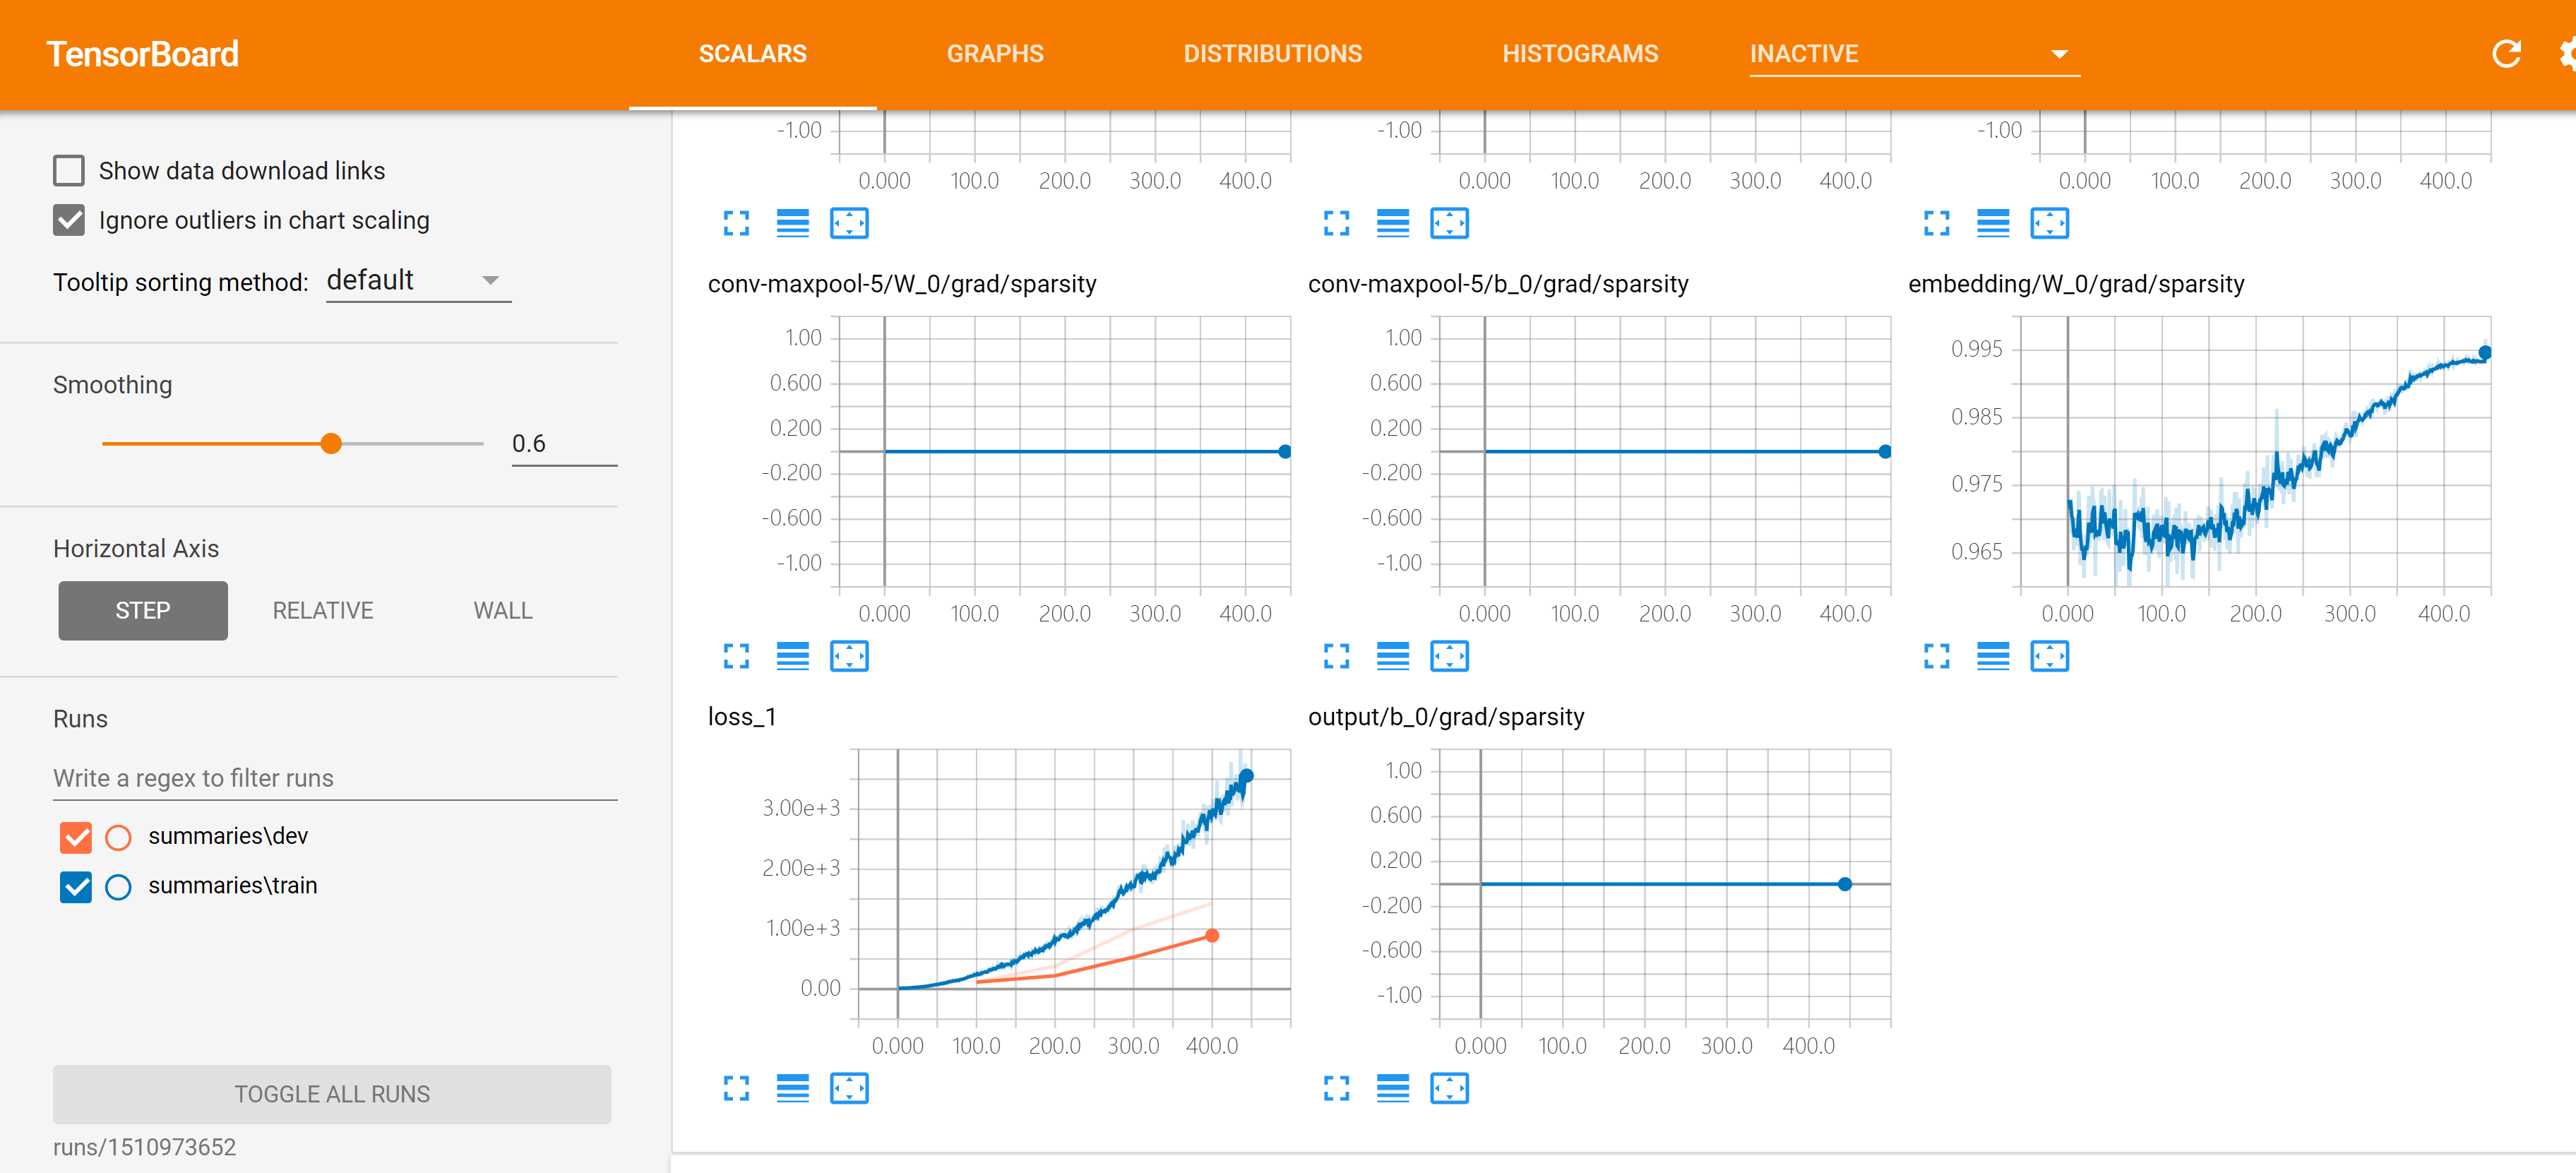 TensorBoard
SCALARS GRAPHS DISTRIBUTIONS HISTOGRAMS INACTIVE
Show data download links
Ignore outliers in chart scaling
Tooltip sorting method: default
Smoothing
0.6
Horizontal Axis
STEP RELATIVE WALL
Runs
Write a regex to filter runs
summaries\dev
summaries\train
TOGGLE ALL RUNS
runs/1510973652
-1.00
0.000 100.0 200.0 300.0 400.0
-1.00
0.000 100.0 200.0 300.0 400.0
-1.00
0.000 100.0 200.0 300.0 400.0
conv-maxpool-5/W_0/grad/sparsity
1.00
0.600
0.200
-0.200
-0.600
-1.00
0.000 100.0 200.0 300.0 400.0
conv-maxpool-5/b_0/grad/sparsity
1.00
0.600
0.200
-0.200
-0.600
-1.00
0.000 100.0 200.0 300.0 400.0
embedding/W_0/grad/sparsity
0.995
0.985
0.975
0.965
0.000 100.0 200.0 300.0 400.0
loss_1
3.00e+3
2.00e+3
1.00e+3
0.00
0.000 100.0 200.0 300.0 400.0
output/b_0/grad/sparsity
1.00
0.600
0.200
-0.200
-0.600
-1.00
0.000 100.0 200.0 300.0 400.0